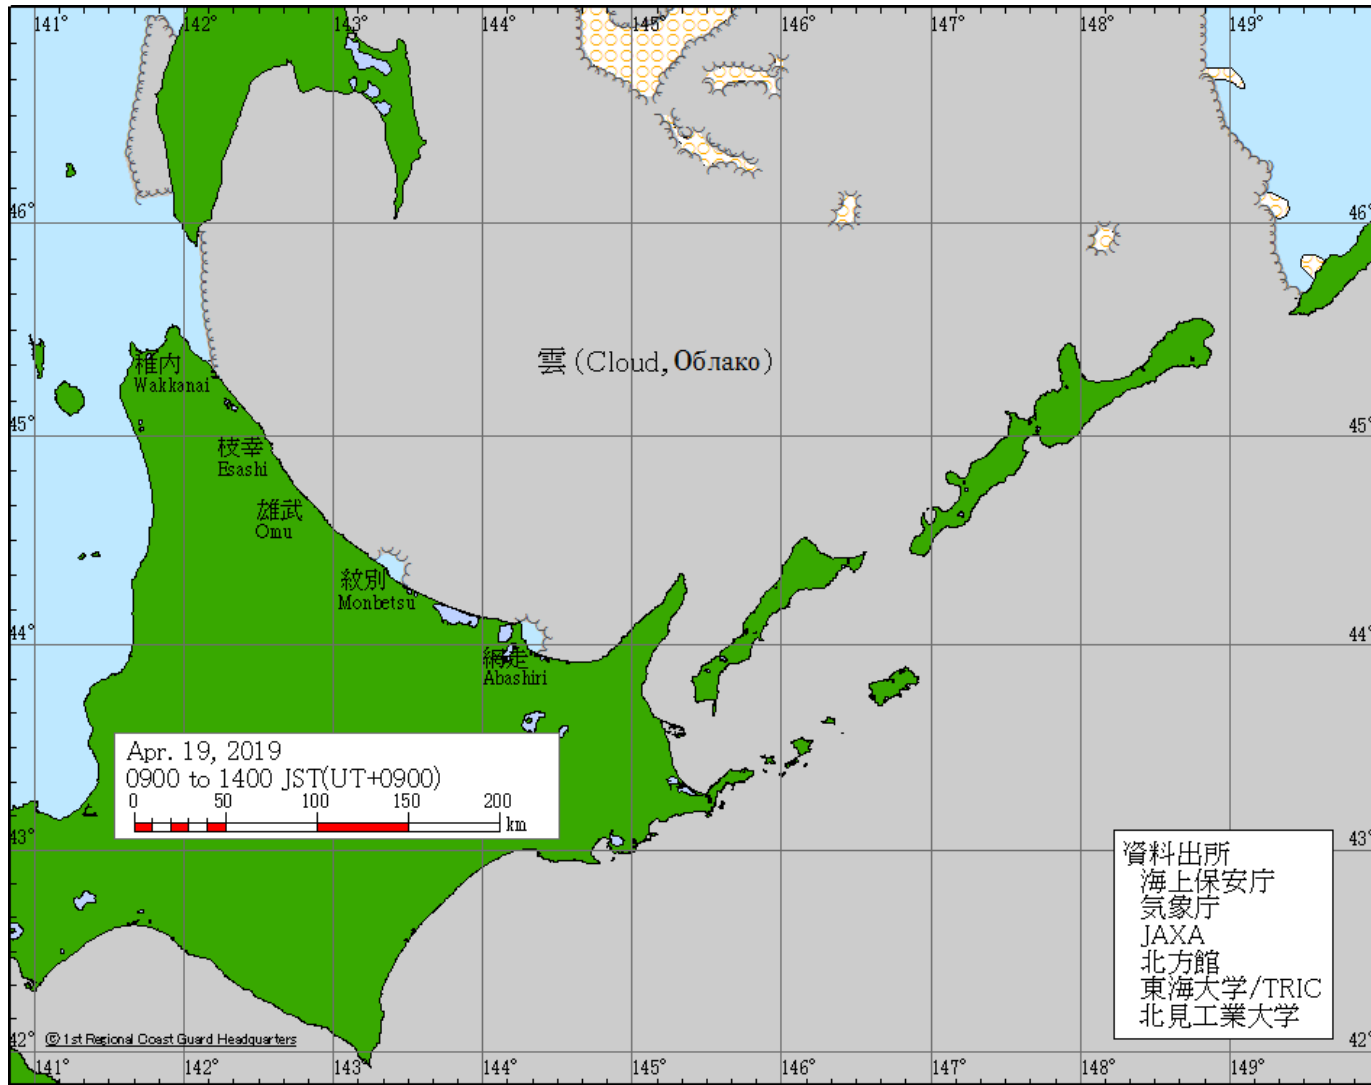 141° 142° 143° 144° 145° 146° 147° 148° 149°
46° 46°
雲(Cloud, Облако)
稚内
Wakkanai
45° 45°
枝幸
Esashi
雄武
Omu
紋別
Monbetsu
44° 44°
網走
Abashiri
Apr. 19, 2019
0900 to 1400 JST(UT+0900)
0 50 100 150 200
km
43° 43°
資料出所
海上保安庁
気象庁
JAXA
北方館
東海大学/TRIC
北見工業大学
42° 42°
© 1st Regional Coast Guard Headquarters
141° 142° 143° 144° 145° 146° 147° 148° 149°